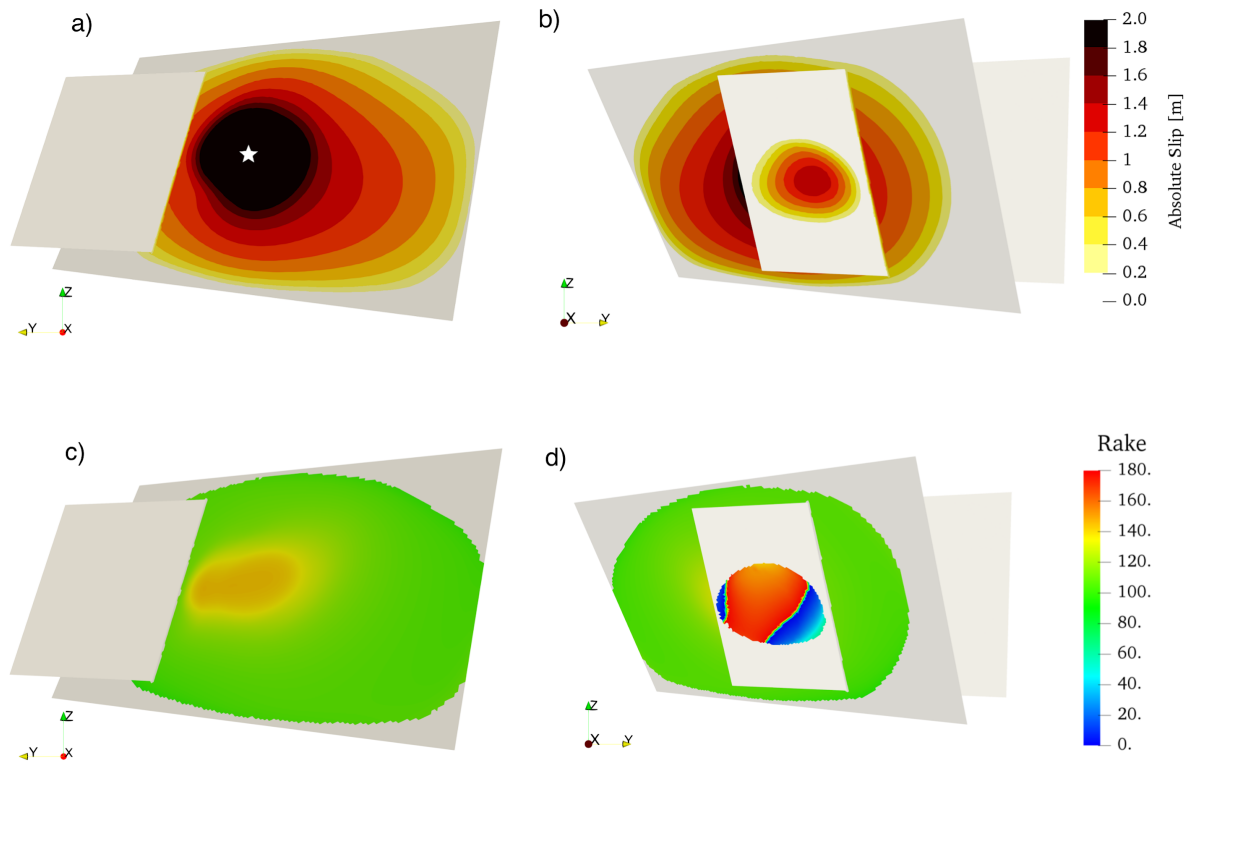 a)
b)
Z
Y
X
Z
X
Y
2.0
1.8
1.6
1.4
1.2
1
0.8
0.6
0.4
0.2
0.0
Absolute Slip [m]
c)
d)
Z
Y
X
Z
X
Y
Rake
180.
160.
140.
120.
100.
80.
60.
40.
20.
0.